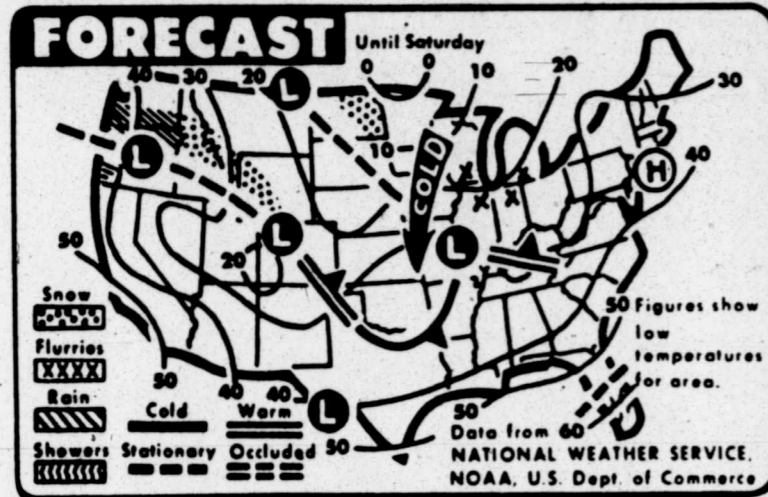 FORECAST
Until Saturday
40 30 20 L 0 0 10 20 30
L
10
COLD
H
40
50
L
L
20
Snow
Flurries
Rain
Showers
50
40
40
L
50
50
60
50
Cold
Warm
Stationary
Occluded
Figures show
low
temperatures
for area.
Data from
NATIONAL WEATHER SERVICE,
NOAA, U.S. Dept. of Commerce